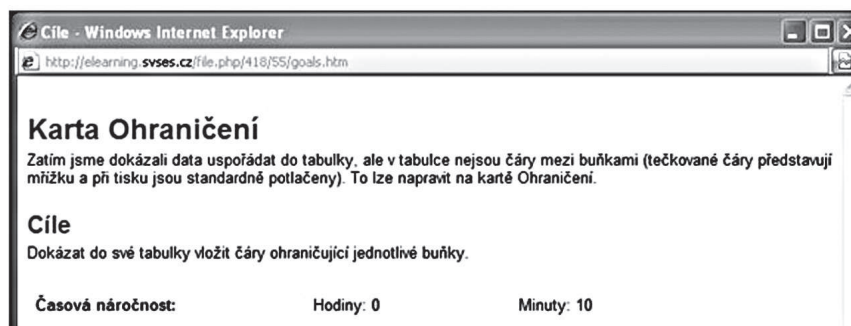 Cíle - Windows Internet Explorer
http://elearning.svses.cz/file.php/418/55/goals.htm
Karta Ohraničení
Zatím jsme dokázali data uspořádat do tabulky, ale v tabulce nejsou čáry mezi buňkami (tečkované čáry představují
mřížku a při tisku jsou standardně potlačeny). To lze napravit na kartě Ohraničení.
Cíle
Dokázat do své tabulky vložit čáry ohraničující jednotlivé buňky.
Časová náročnost: Hodiny: 0 Minuty: 10